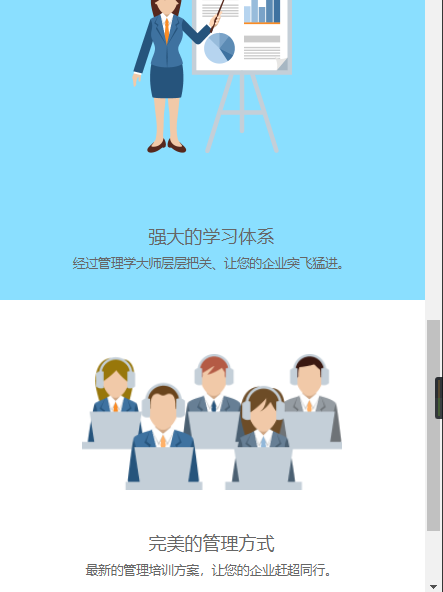 强大的学习体系
经过管理学大师层层把关、让您的企业突飞猛进。
完美的管理方式
最新的管理培训方案，让您的企业赶超同行。